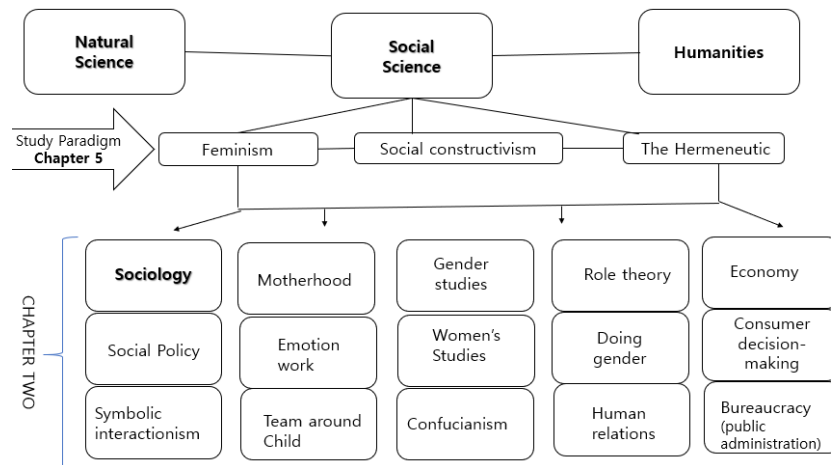 Natural
Science
Social
Science
Humanities
Study Paradigm
Chapter 5
Feminism
Social constructivism
The Hermeneutic
CHAPTER TWO
Sociology
Motherhood
Gender
studies
Role theory
Economy
Social Policy
Emotion
work
Women's
Studies
Doing
gender
Consumer
decision-
making
Symbolic
interactionism
Team around
Child
Confucianism
Human
relations
Bureaucracy
(public
administration)